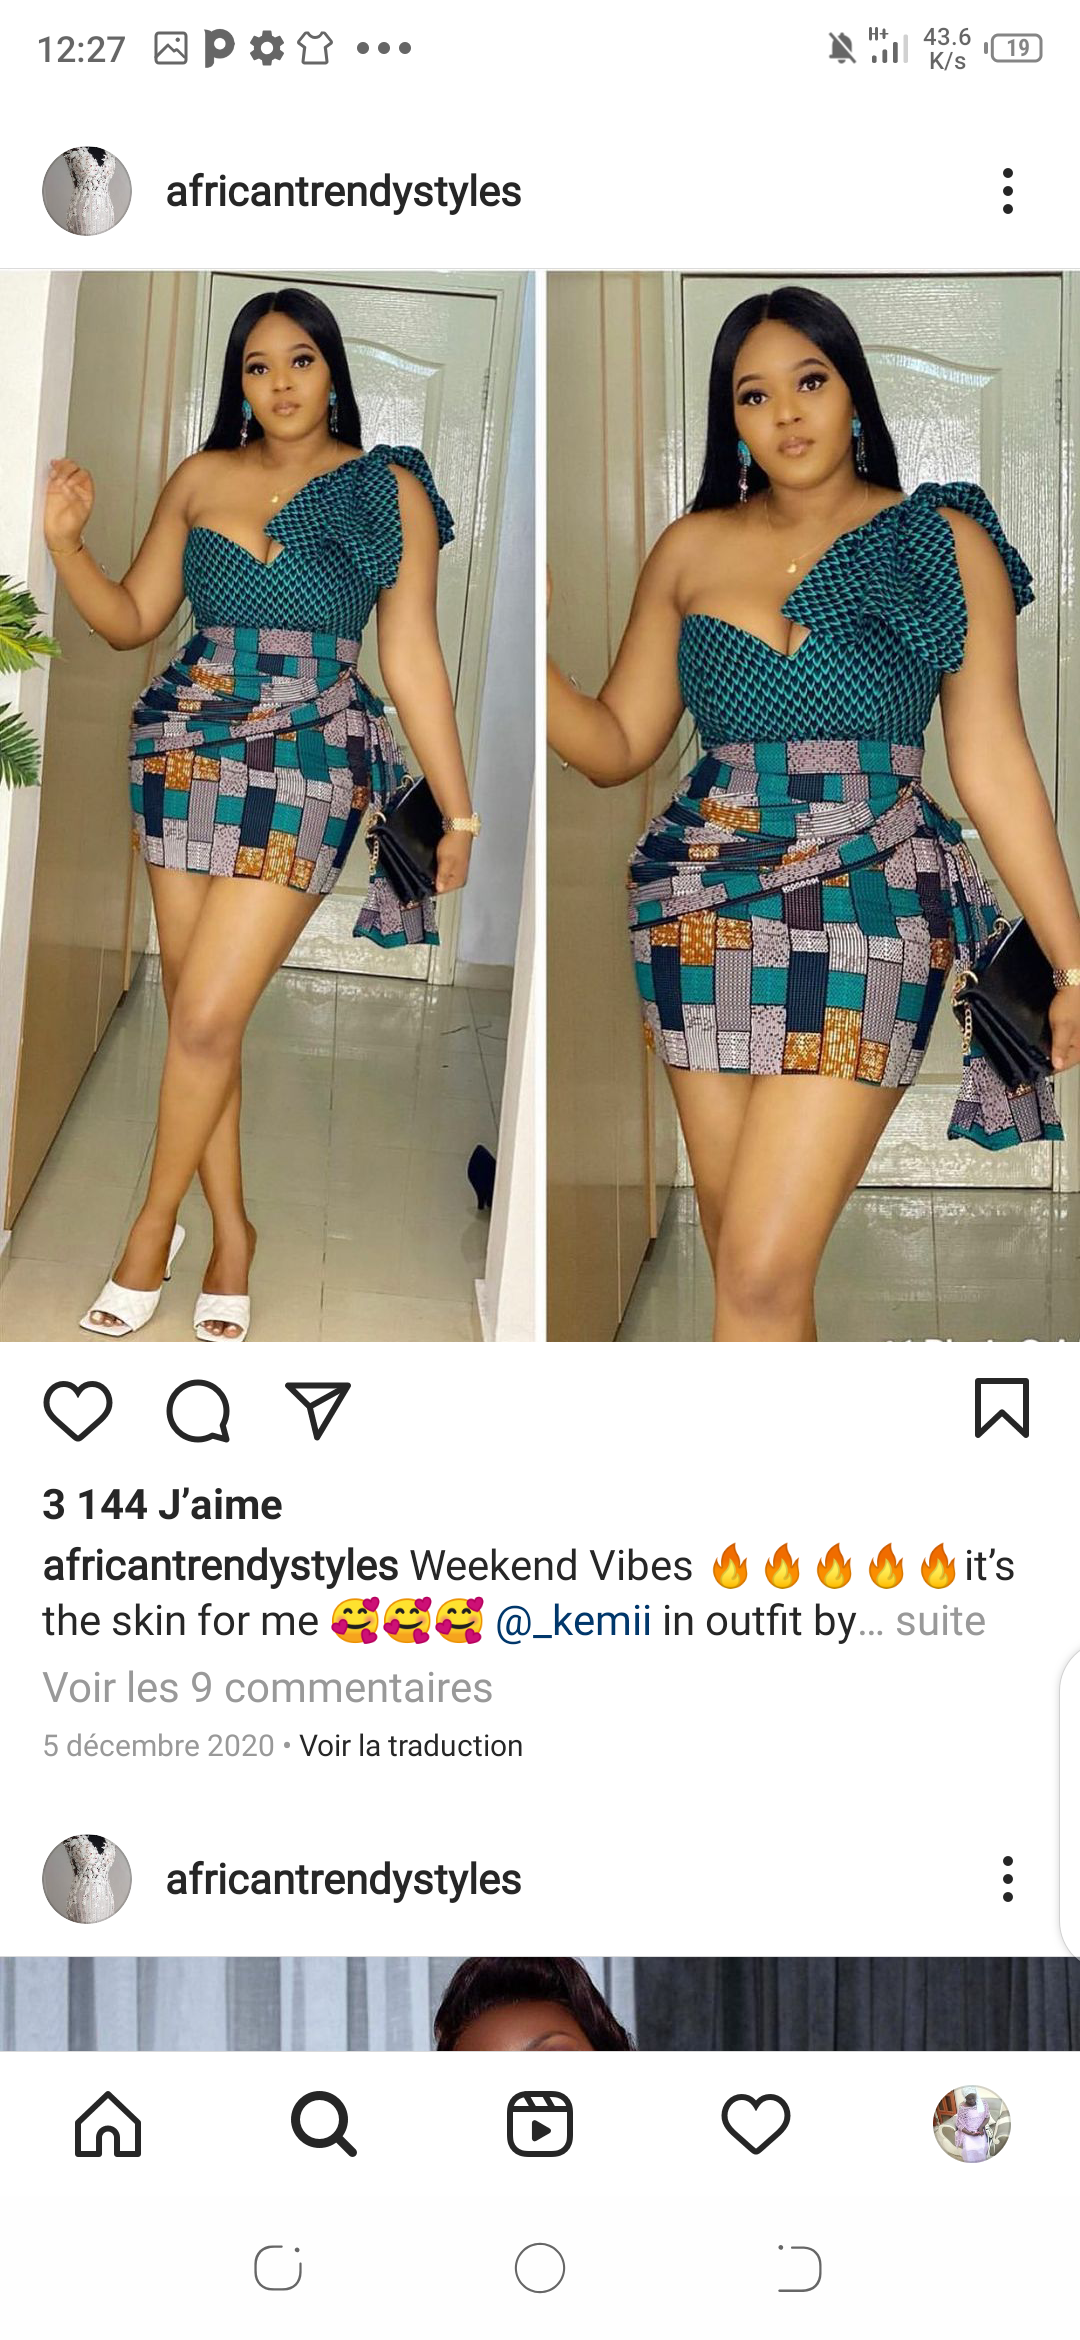 12:27
H+
43.6
K/s
19
africantrendystyles
3 144 J’aime
africantrendystyles Weekend Vibes 🔥🔥🔥🔥🔥it’s
the skin for me 🥰🥰🥰 @_kemii in outfit by... suite
Voir les 9 commentaires
5 décembre 2020 • Voir la traduction
africantrendystyles